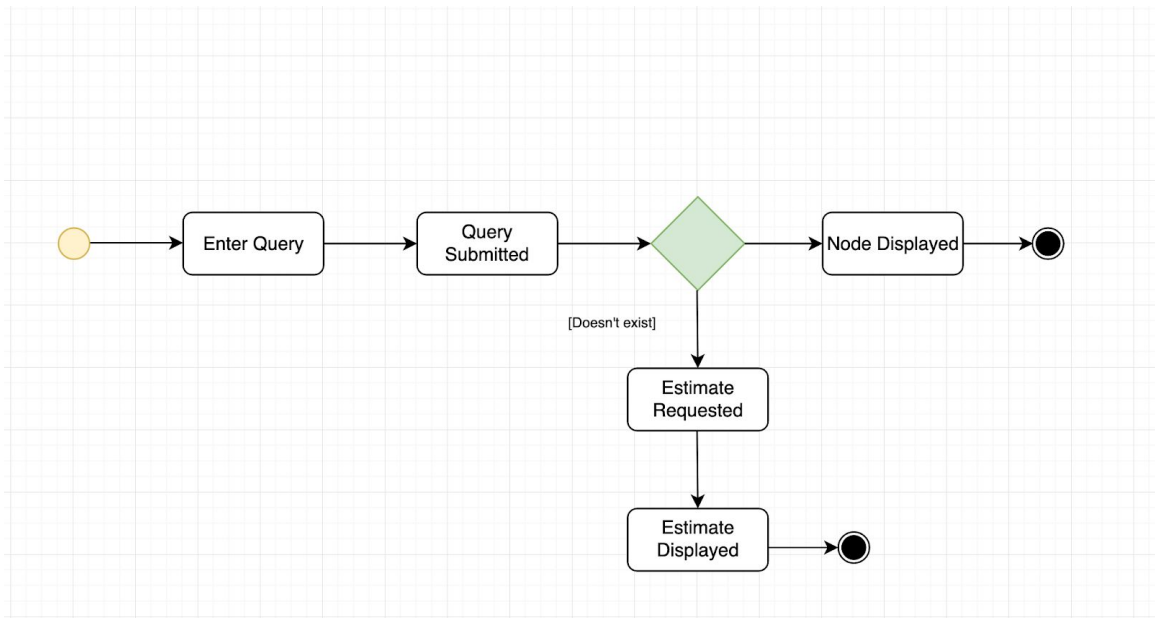 Enter Query
Query
Submitted
Node Displayed
[Doesn't exist]
Estimate
Requested
Estimate
Displayed